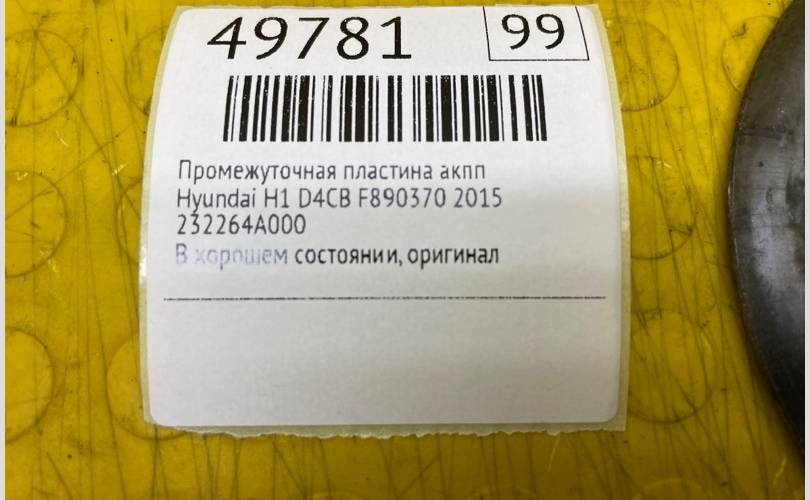 49781 99
Промежуточная пластина акпп
Hyundai H1 D4CB F890370 2015
232264A000
В хорошем состоянии, оригинал